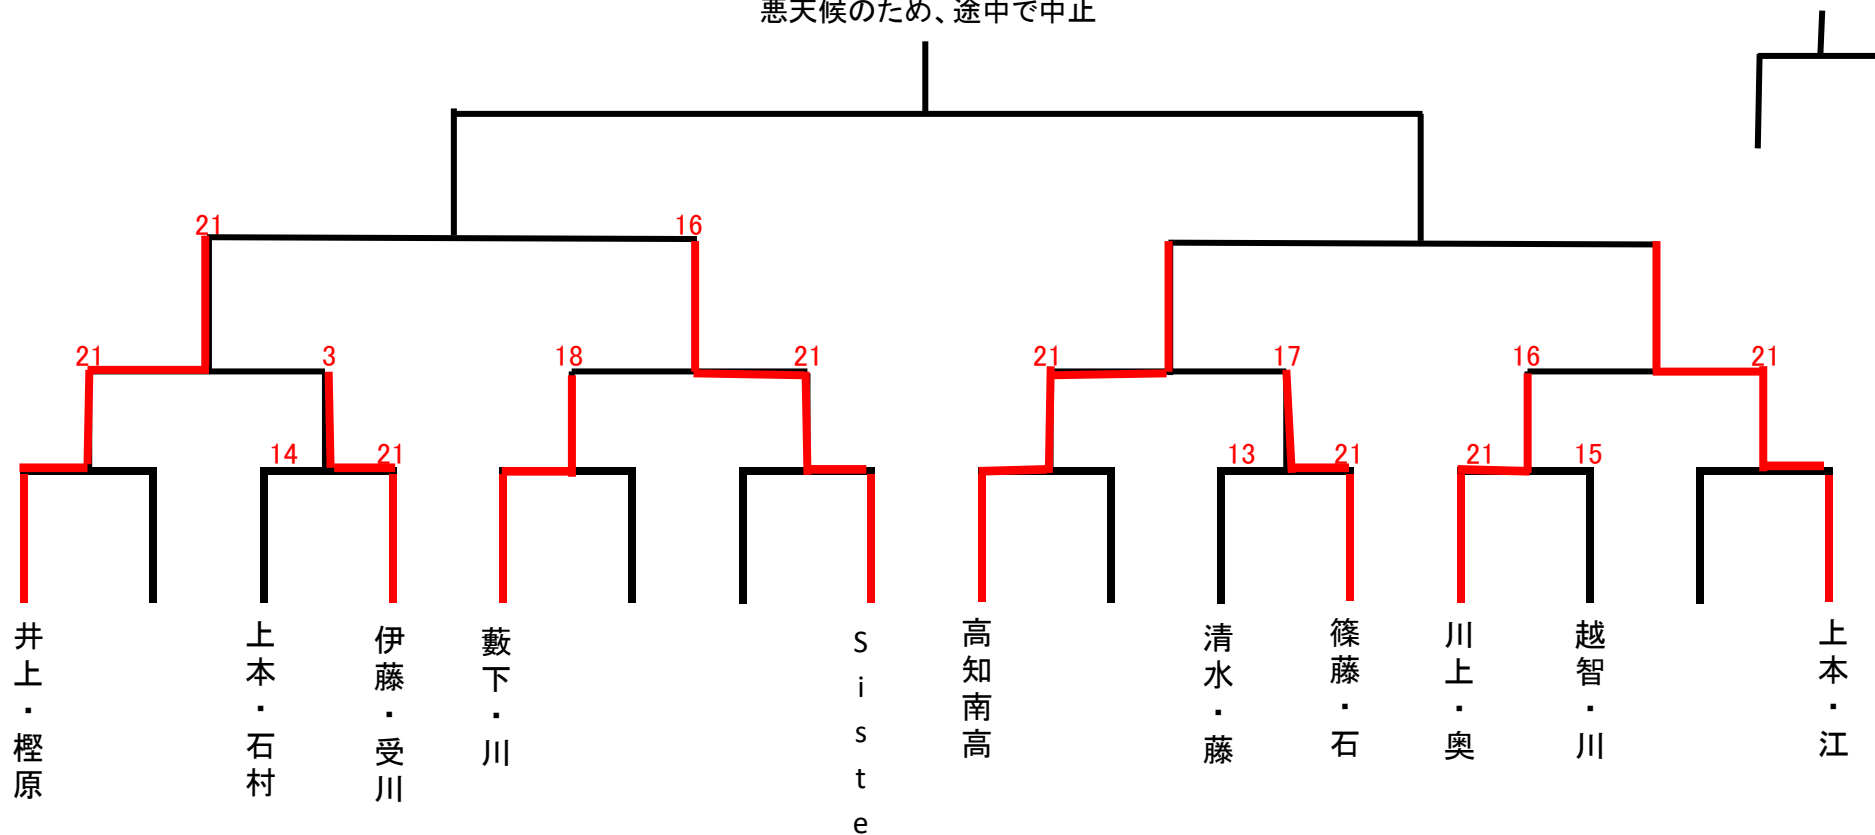 悪天候のため、途中で中止
21 16
21 3 18 21 21 17 16 21
14 21 13 21 21 15
井上・樫原
上本・石村
伊藤・受川
藪下・川
Siste
高知南高
清水・藤
篠藤・石
川上・奥
越智・川
上本・江